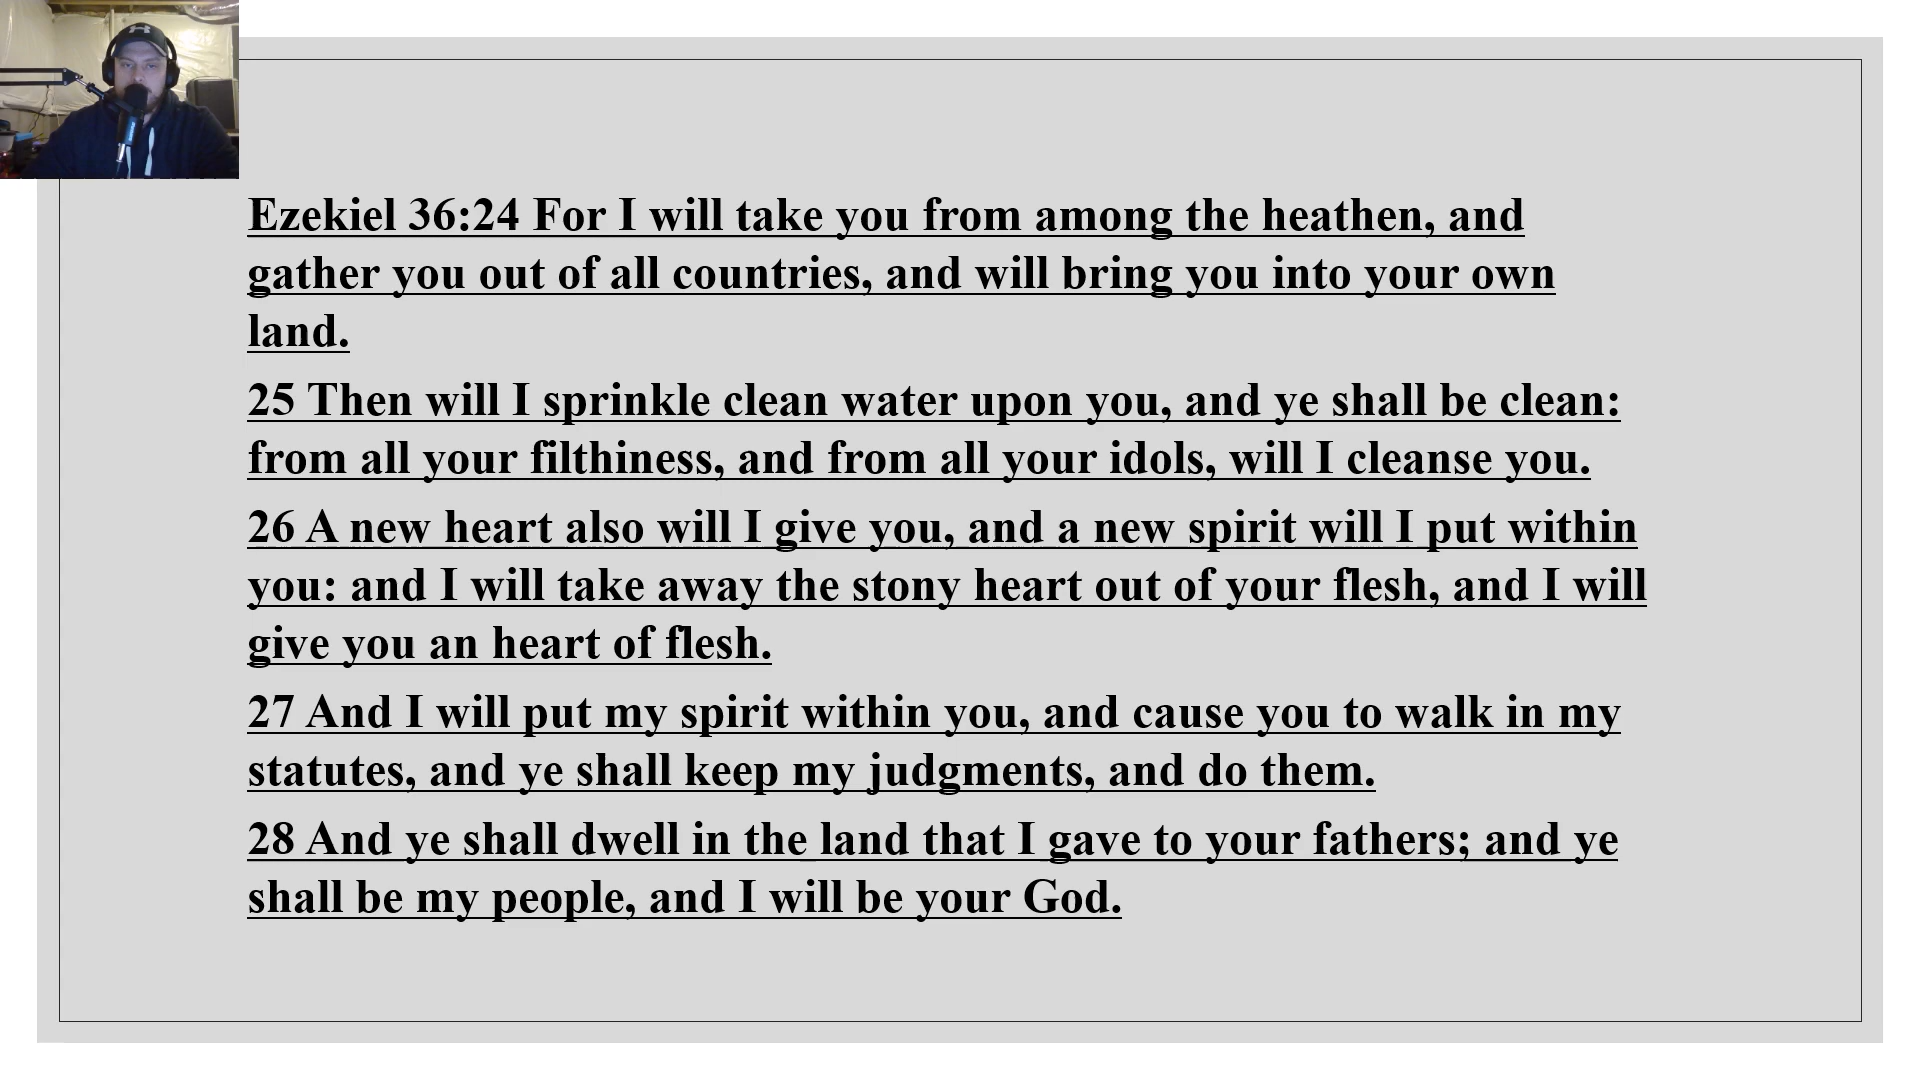 Ezekiel 36:24 For I will take you from among the heathen, and
gather you out of all countries, and will bring you into your own
land.
25 Then will I sprinkle clean water upon you, and ye shall be clean:
from all your filthiness, and from all your idols, will I cleanse you.
26 A new heart also will I give you, and a new spirit will I put within
you: and I will take away the stony heart out of your flesh, and I will
give you an heart of flesh.
27 And I will put my spirit within you, and cause you to walk in my
statutes, and ye shall keep my judgments, and do them.
28 And ye shall dwell in the land that I gave to your fathers; and ye
shall be my people, and I will be your God.